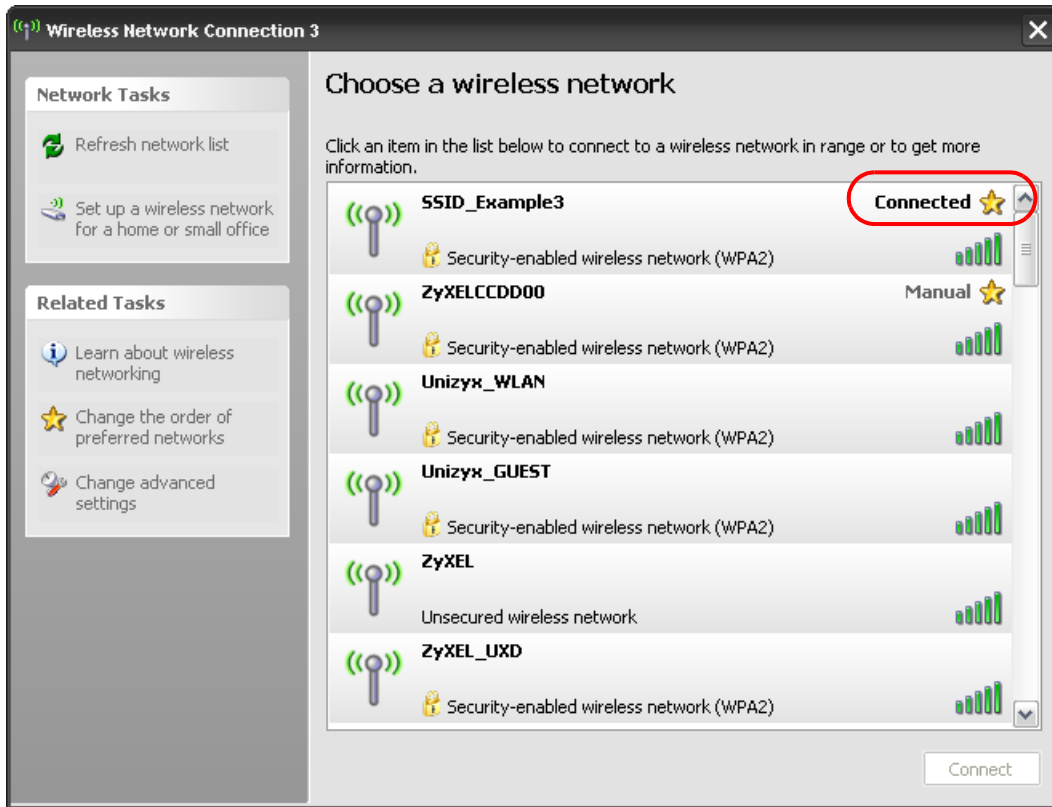 Wireless Network Connection 3
Network Tasks
Refresh network list
Set up a wireless network
for a home or small office
Related Tasks
Learn about wireless
networking
Change the order of
preferred networks
Change advanced
settings
Choose a wireless network
Click an item in the list below to connect to a wireless network in range or to get more
information.
SSID_Example3 Connected
Security-enabled wireless network (WPA2)
ZyXELCCDD00 Manual
Security-enabled wireless network (WPA2)
Unizyx_WLAN
Security-enabled wireless network (WPA2)
Unizyx_GUEST
Security-enabled wireless network (WPA2)
ZyXEL
Unsecured wireless network
ZyXEL_UXD
Security-enabled wireless network (WPA2)
Connect